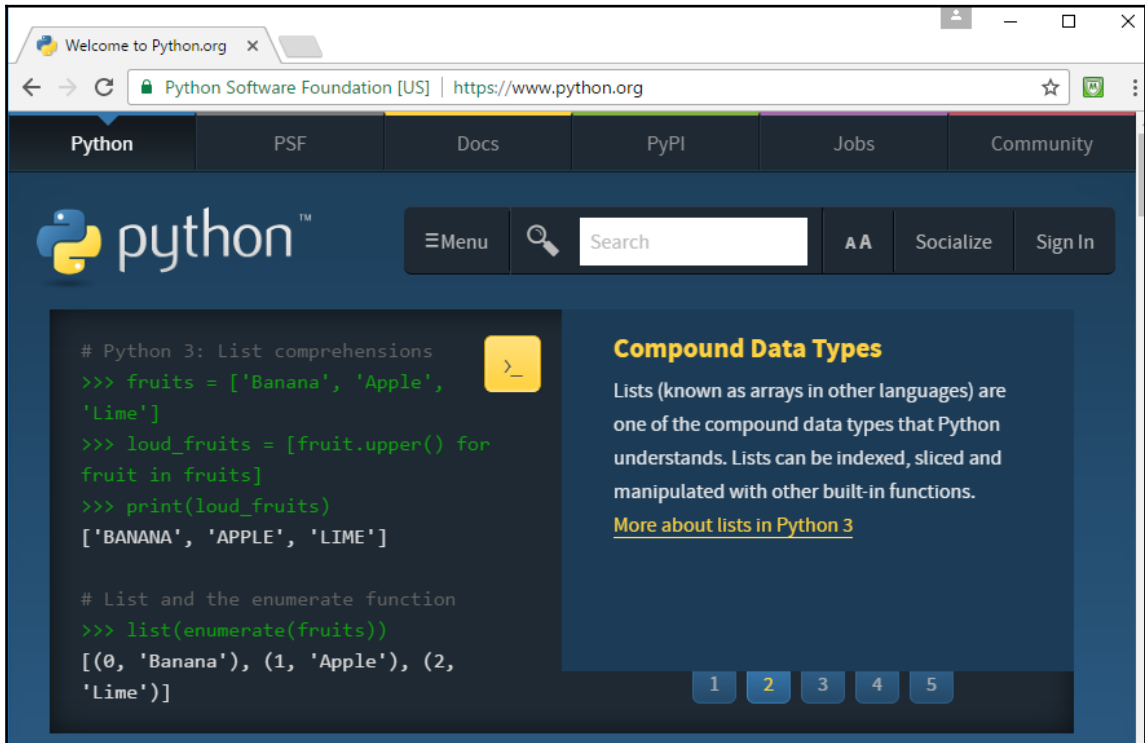 Welcome to Python.org
Python Software Foundation [US] | https://www.python.org
Python PSF Docs PyPI Jobs Community
python™
≡Menu Search AA Socialize Sign In
# Python 3: List comprehensions
>>> fruits = ['Banana', 'Apple',
'Lime']
>>> loud_fruits = [fruit.upper() for
fruit in fruits]
>>> print(loud_fruits)
['BANANA', 'APPLE', 'LIME']
# List and the enumerate function
>>> list(enumerate(fruits))
[(0, 'Banana'), (1, 'Apple'), (2,
'Lime')]
>_
Compound Data Types
Lists (known as arrays in other languages) are
one of the compound data types that Python
understands. Lists can be indexed, sliced and
manipulated with other built-in functions.
More about lists in Python 3
1 2 3 4 5